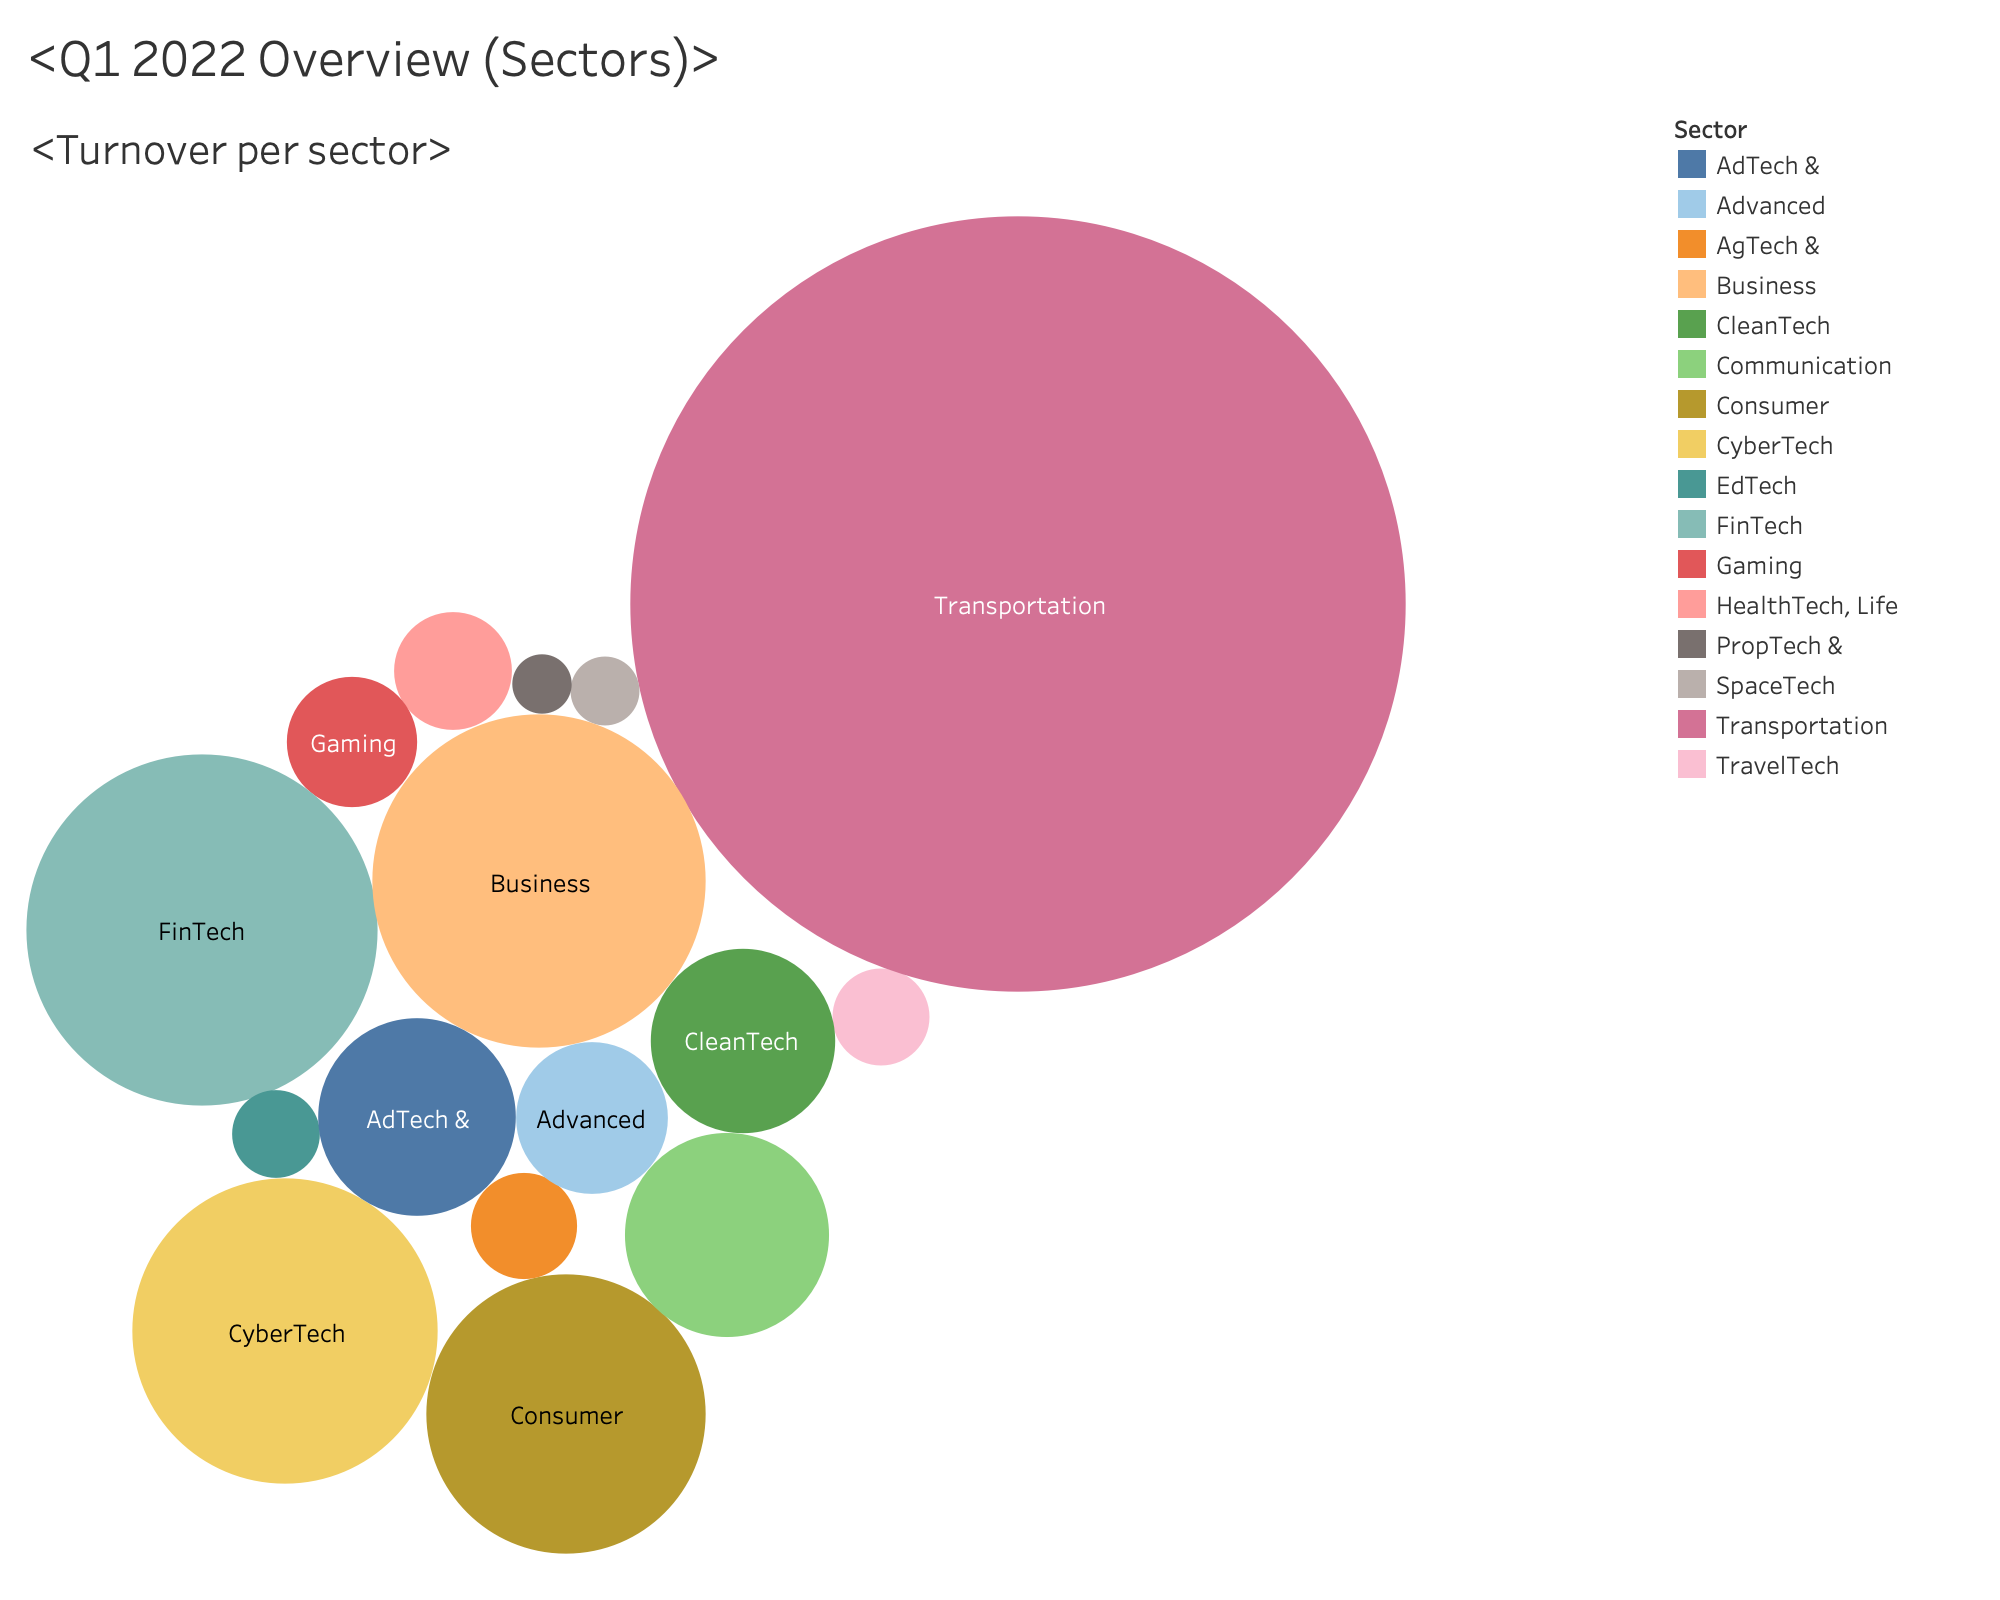 <Q1 2022 Overview (Sectors)>
<Turnover per sector>
Sector
AdTech &
Advanced
AgTech &
Business
CleanTech
Communication
Consumer
CyberTech
EdTech
FinTech
Gaming
HealthTech, Life
PropTech &
SpaceTech
Transportation
TravelTech
Transportation
Gaming
Business
FinTech
CleanTech
AdTech &
Advanced
CyberTech
Consumer